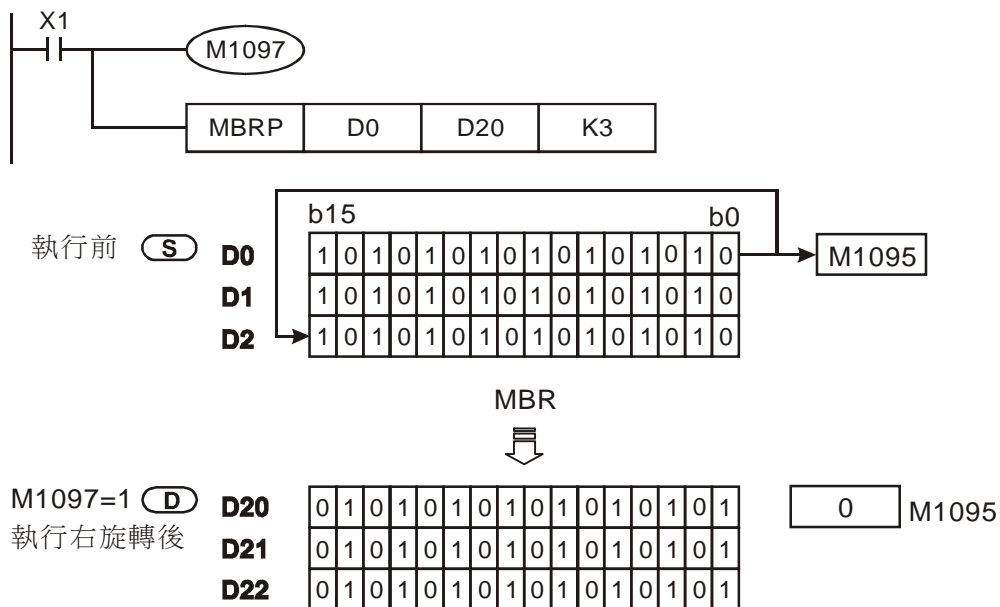 X1
M1097
MBRP D0 D20 K3
b15 b0
執行前 S D0 1 0 1 0 1 0 1 0 1 0 1 0 1 0 1 0 M1095
D1 1 0 1 0 1 0 1 0 1 0 1 0 1 0 1 0
D2 1 0 1 0 1 0 1 0 1 0 1 0 1 0 1 0
MBR
M1097=1 D D20 0 1 0 1 0 1 0 1 0 1 0 1 0 1 0 1 0 M1095
執行右旋轉後 D21 0 1 0 1 0 1 0 1 0 1 0 1 0 1 0 1
D22 0 1 0 1 0 1 0 1 0 1 0 1 0 1 0 1